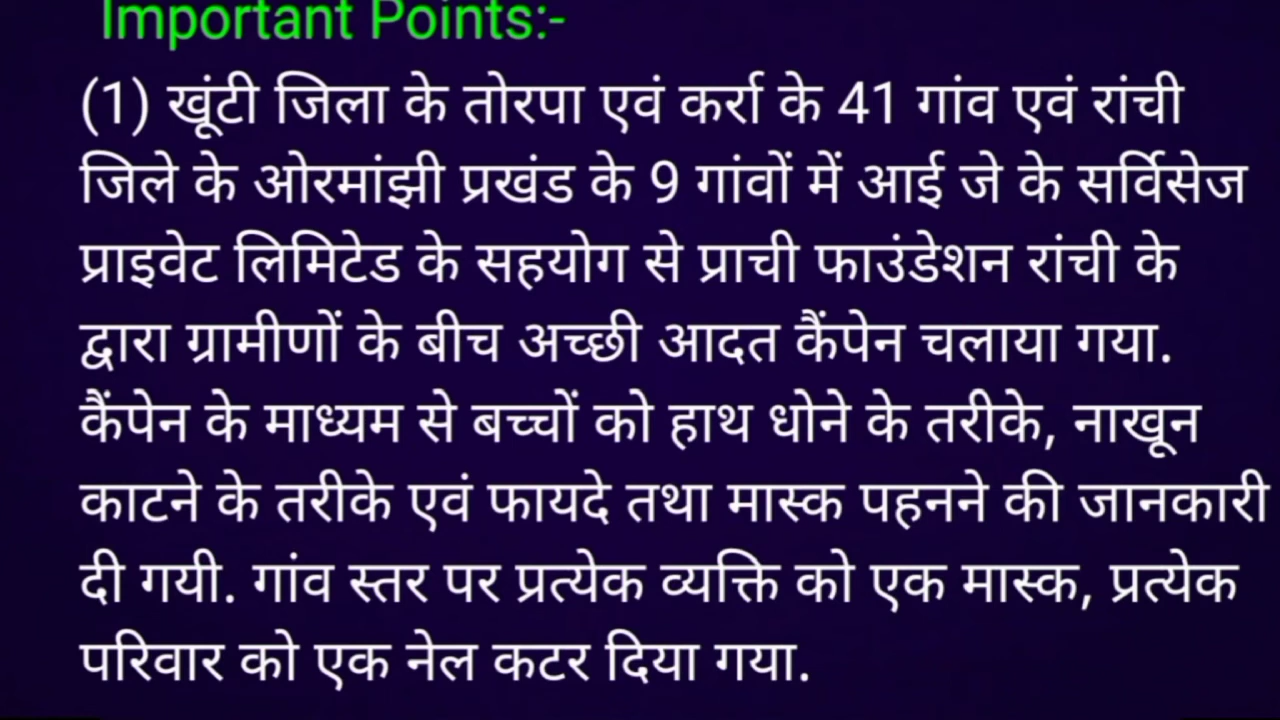 Important Points:-
(1) खूंटी जिला के तोरपा एवं कर्रा के 41 गांव एवं रांची
जिले के ओरमांझी प्रखंड के 9 गांवों में आई जे के सर्विसेज
प्राइवेट लिमिटेड के सहयोग से प्राची फाउंडेशन रांची के
द्वारा ग्रामीणों के बीच अच्छी आदत कैंपेन चलाया गया.
कैंपेन के माध्यम से बच्चों को हाथ धोने के तरीके, नाखून
काटने के तरीके एवं फायदे तथा मास्क पहनने की जानकारी
दी गयी. गांव स्तर पर प्रत्येक व्यक्ति को एक मास्क, प्रत्येक
परिवार को एक नेल कटर दिया गया.